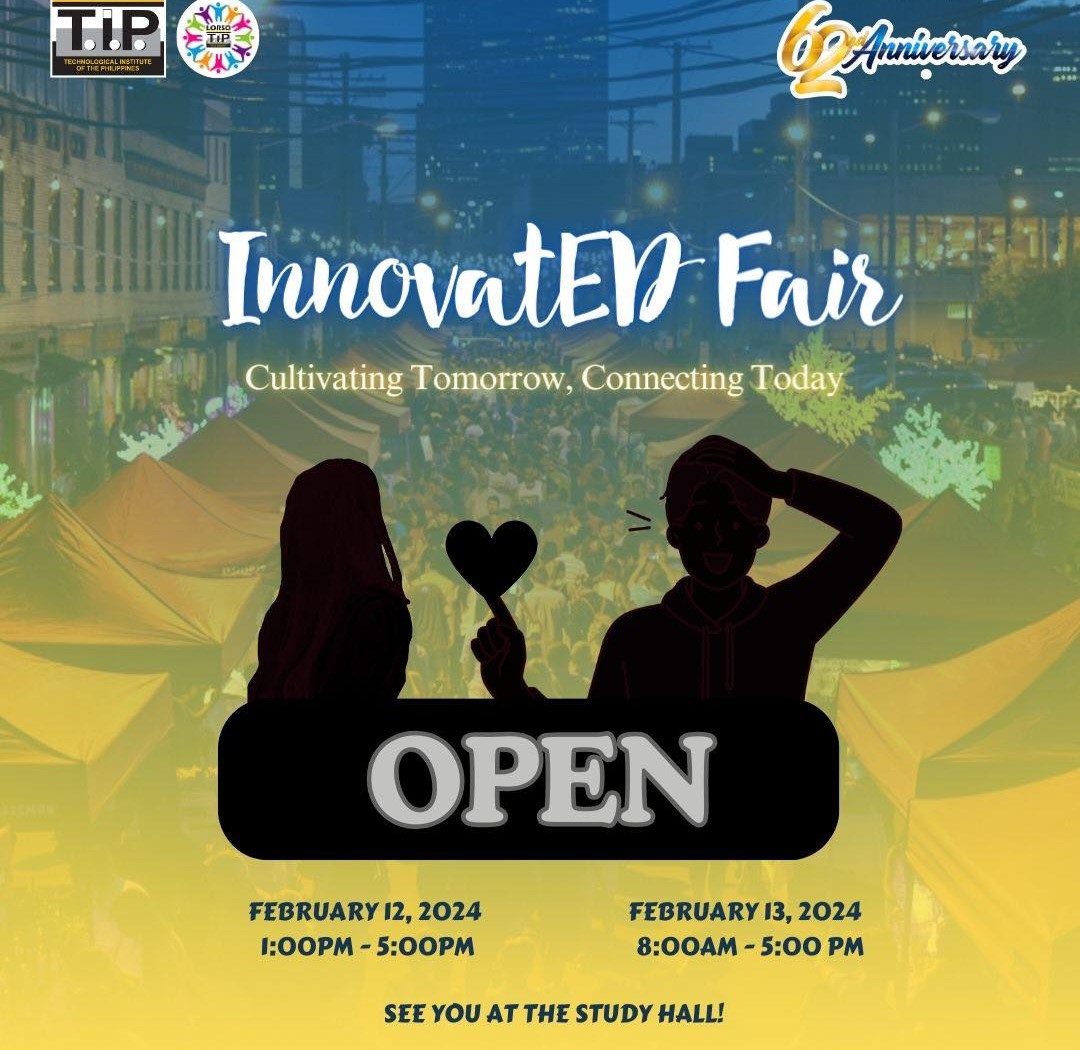 T.I.P.
TECHNOLOGICAL INSTITUTE
OF THE PHILIPPINES
LORSO
T.I.P
62nd Anniversary
InnovatED Fair
Cultivating Tomorrow, Connecting Today
OPEN
FEBRUARY 12, 2024
1:00PM - 5:00PM
FEBRUARY 13, 2024
8:00AM - 5:00 PM
SEE YOU AT THE STUDY HALL!